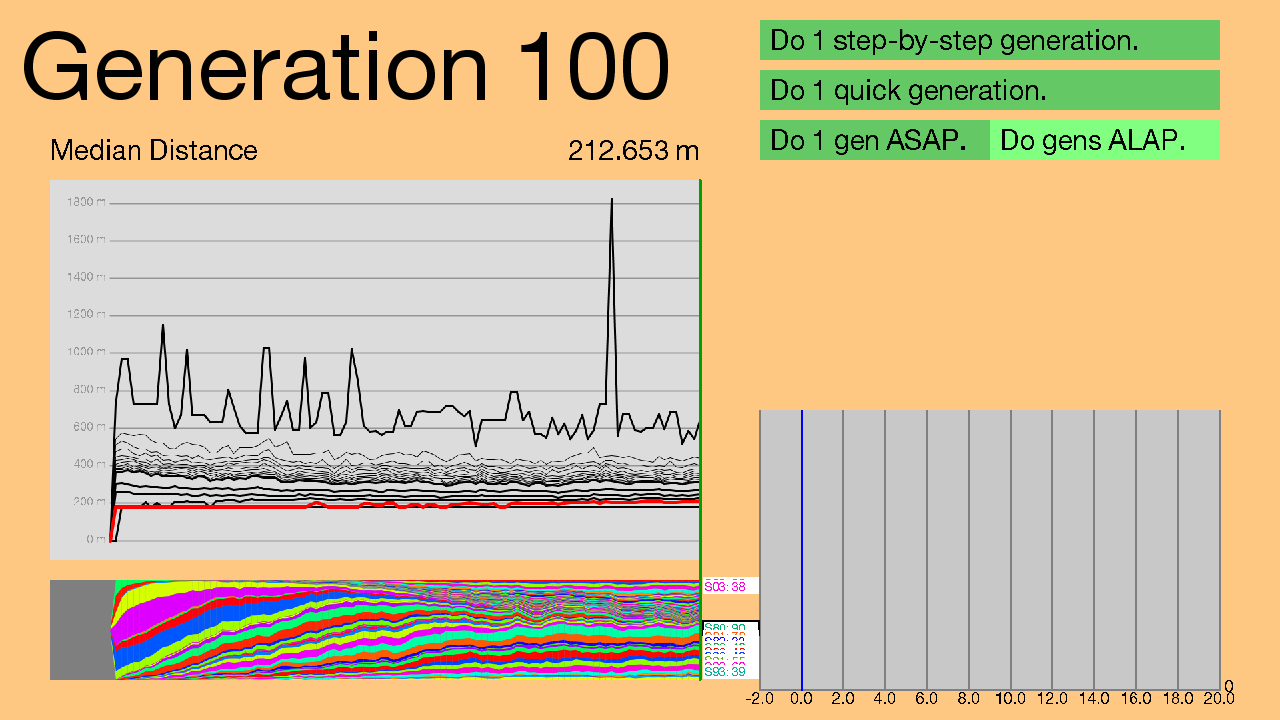 Generation 100
Do 1 step-by-step generation.
Do 1 quick generation.
Do 1 gen ASAP.
Do gens ALAP.
Median Distance
212.653 m
1800 m
1600 m
1400 m
1200 m
1000 m
800 m
600 m
400 m
200 m
0 m
S03: 38
S80: 90
S93: 39
0
-2.0 0.0 2.0 4.0 6.0 8.0 10.0 12.0 14.0 16.0 18.0 20.0